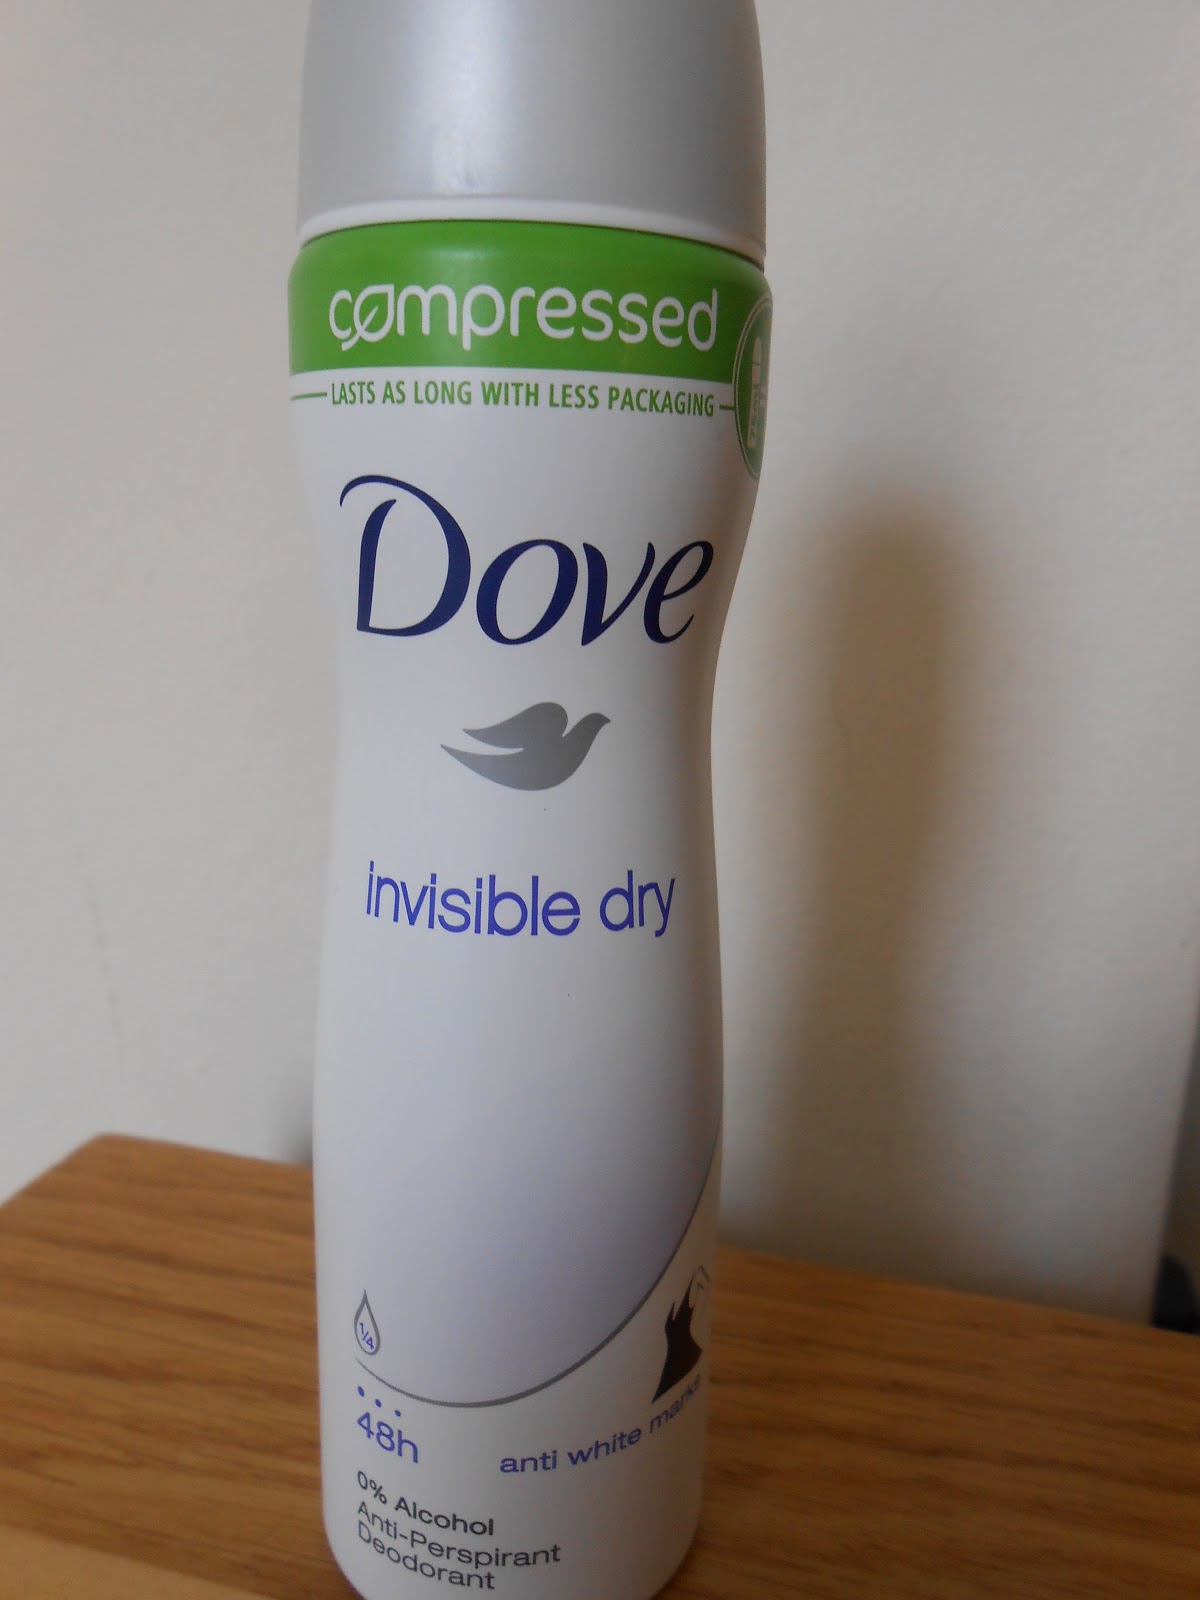 compressed
LASTS AS LONG WITH LESS PACKAGING
Dove
invisible dry
1/4
48h
anti white marks
0% Alcohol
Anti-Perspirant
Deodorant